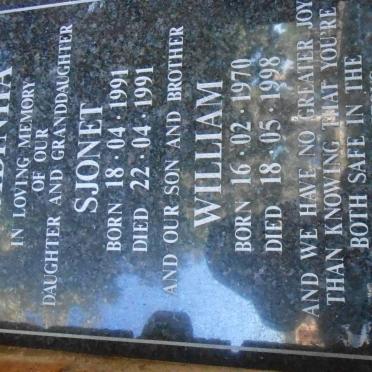 IN LOVING MEMORY
OF OUR
DAUGHTER AND GRANDDAUGHTER
SJONET
BORN 18·04·1991
DIED 22·04·1991
AND OUR SON AND BROTHER
WILLIAM
BORN 16·02·1970
DIED 18·05·1998
AND WE HAVE NO GREATER JOY
THAN KNOWING THAT YOU'RE
BOTH SAFE IN THE